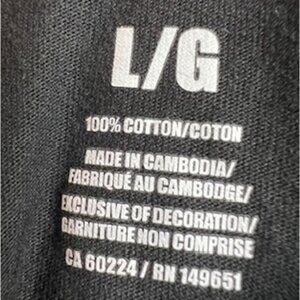 L/G
100% COTTON/COTON
MADE IN CAMBODIA/
FABRIQUÉ AU CAMBODGE/
EXCLUSIVE OF DECORATION/
GARNITURE NON COMPRISE
CA 60224 / RN 149651